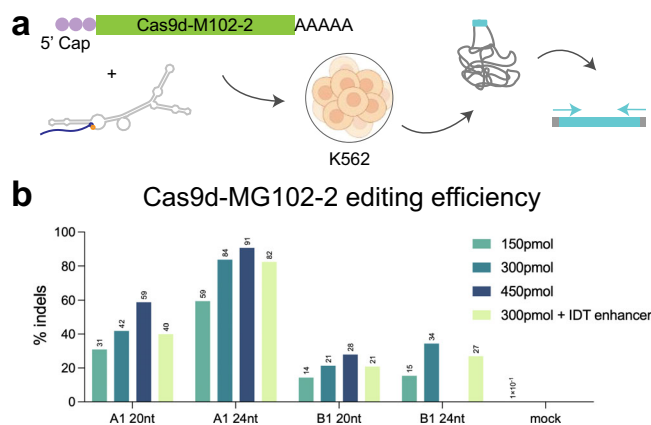 a
Cas9d-M102-2
AAAAA
5' Cap
+
K562
b
Cas9d-MG102-2 editing efficiency
% indels
100
80
60
40
20
0
31
42
59
40
59
84
91
82
14
21
28
21
15
34
27
1×10⁻¹
150pmol
300pmol
450pmol
300pmol + IDT enhancer
A1 20nt
A1 24nt
B1 20nt
B1 24nt
mock